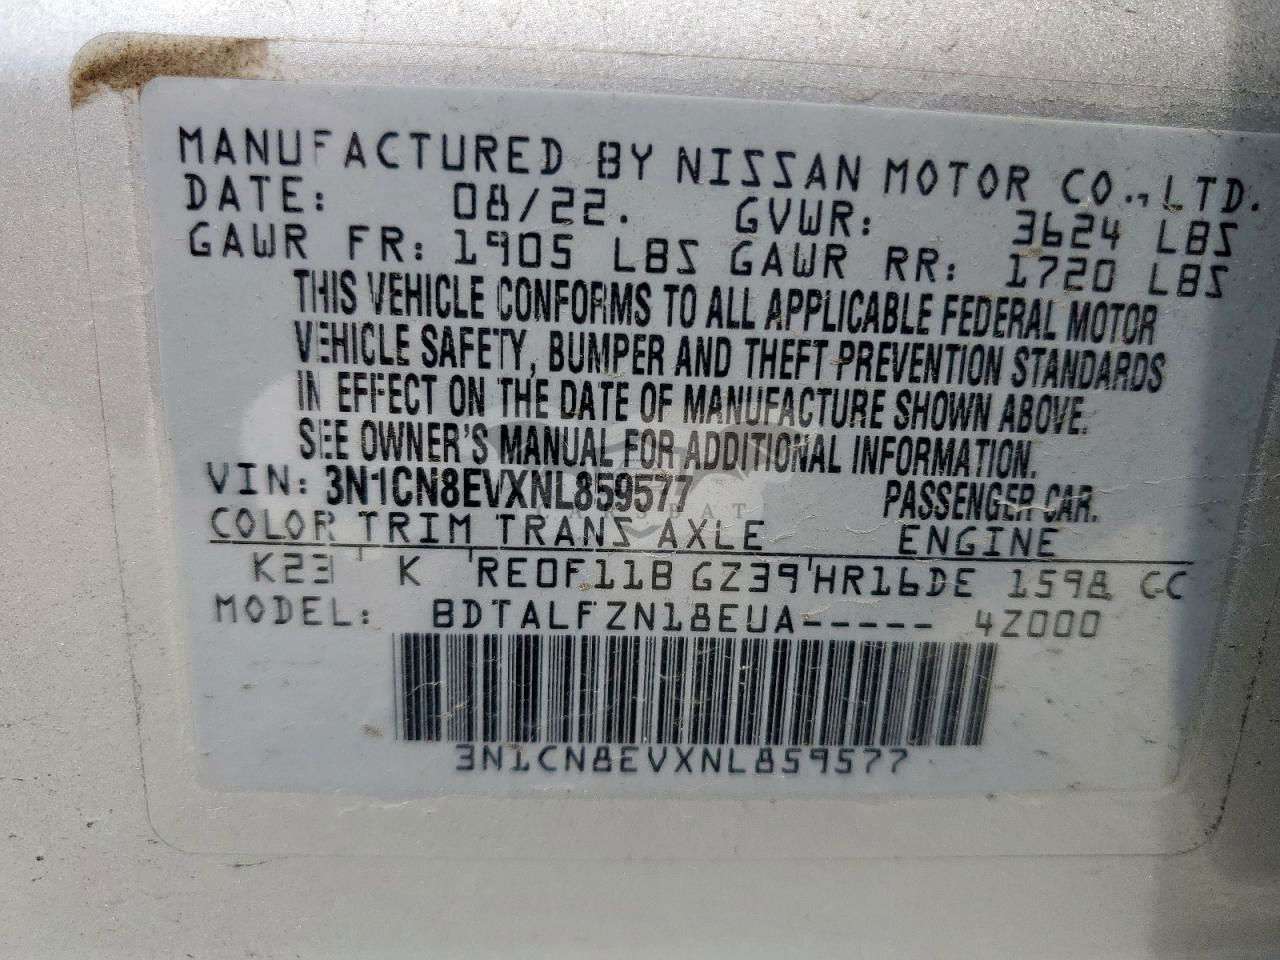 MANUFACTURED BY NISSAN MOTOR CO., LTD.
DATE: 08/22. GVWR: 3624 LBS
GAWR FR: 1905 LBS GAWR RR: 1720 LBS
THIS VEHICLE CONFORMS TO ALL APPLICABLE FEDERAL MOTOR
VEHICLE SAFETY, BUMPER AND THEFT PREVENTION STANDARDS
IN EFFECT ON THE DATE OF MANUFACTURE SHOWN ABOVE.
SEE OWNER'S MANUAL FOR ADDITIONAL INFORMATION.
VIN: 3N1CN8EVXNL859577 PASSENGER CAR.
COLOR TRIM TRANS AXLE ENGINE
K23 K RE0F11B GZ39 HR16DE 1598 CC
MODEL: BDTALFZN18EUA----- 4Z000
3N1CN8EVXNL859577